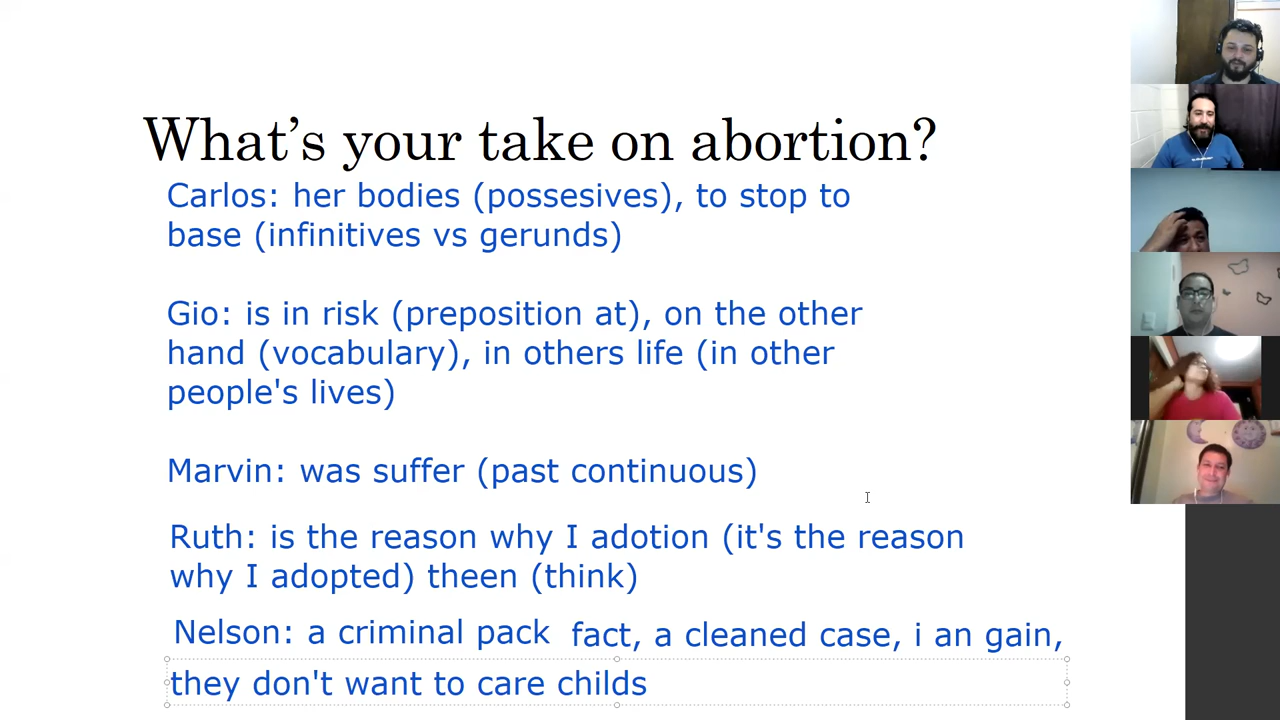 What's your take on abortion?
Carlos: her bodies (possesives), to stop to
base (infinitives vs gerunds)
Gio: is in risk (preposition at), on the other
hand (vocabulary), in others life (in other
people's lives)
Marvin: was suffer (past continuous)
Ruth: is the reason why I adotion (it's the reason
why I adopted) theen (think)
Nelson: a criminal pack fact, a cleaned case, i an gain,
they don't want to care childs